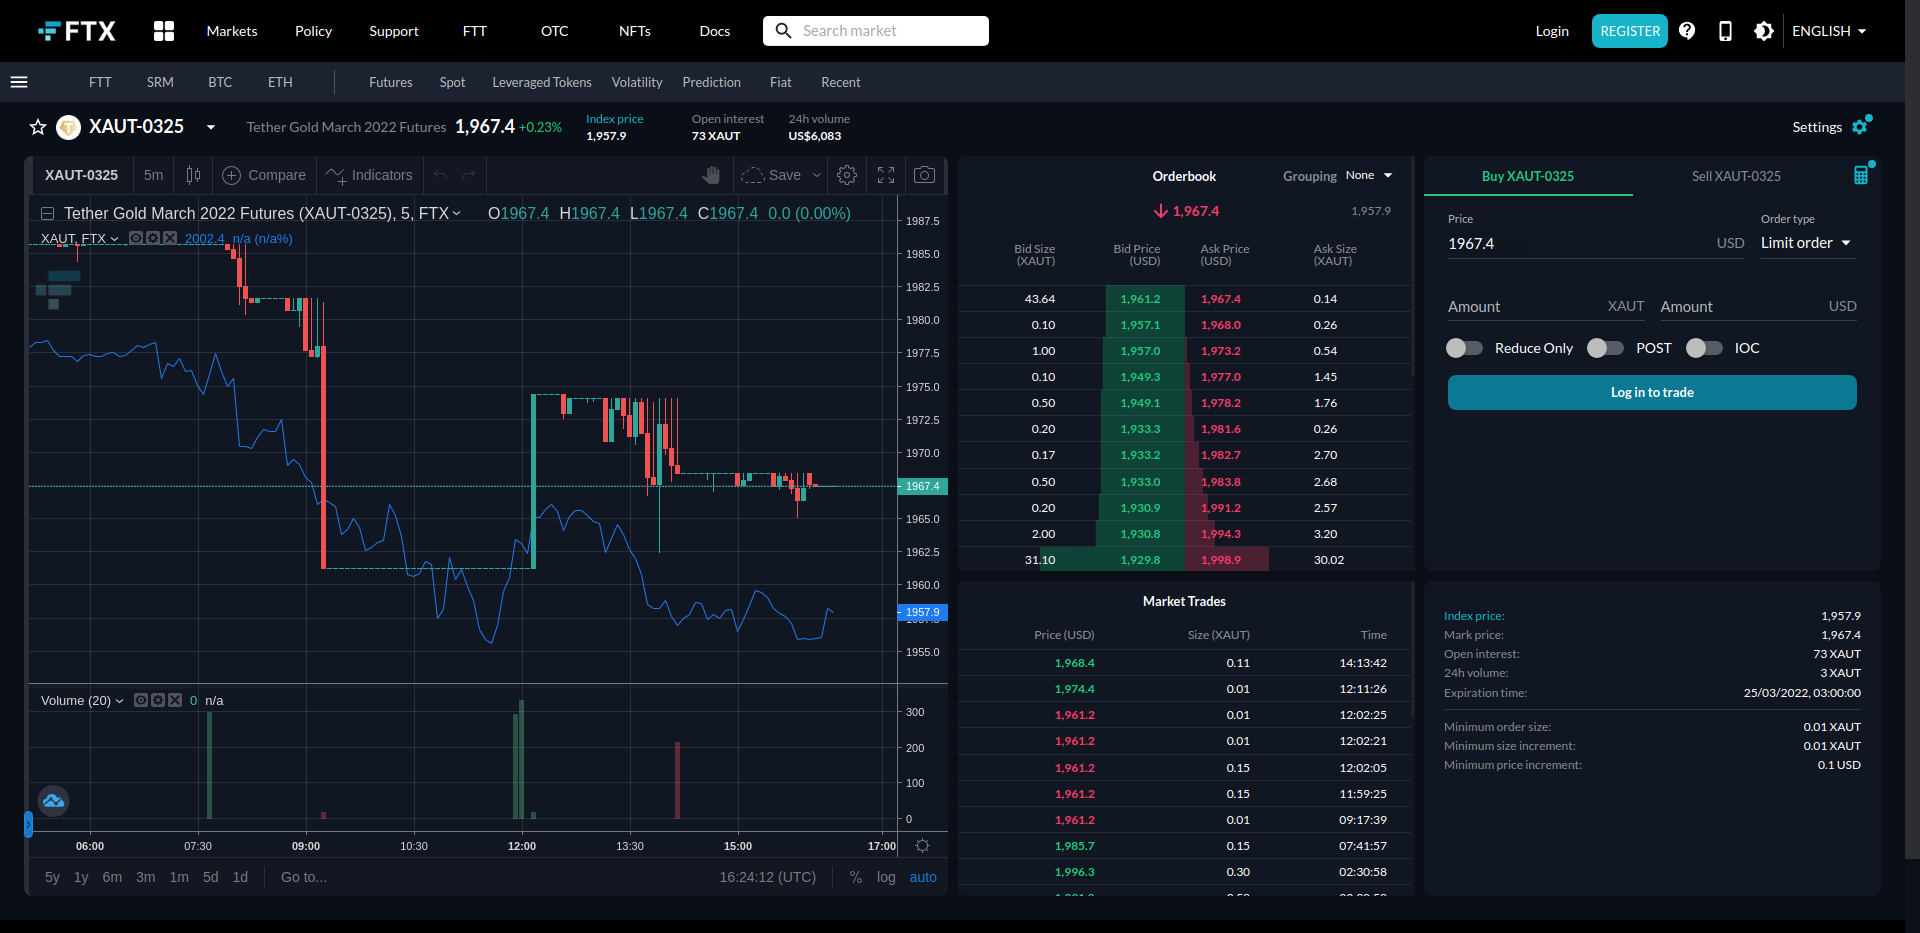 FTX Markets Policy Support FTT OTC NFTs Docs Search market Login REGISTER ENGLISH
FTT SRM BTC ETH Futures Spot Leveraged Tokens Volatility Prediction Fiat Recent
XAUT-0325 Tether Gold March 2022 Futures 1,967.4 +0.23%
Index price
1,957.9
Open interest
73 XAUT
24h volume
US$6,083
Settings
XAUT-0325 5m Compare Indicators Save
Tether Gold March 2022 Futures (XAUT-0325), 5, FTX O1967.4 H1967.4 L1967.4 C1967.4 0.0 (0.00%)
XAUT, FTX 2002.4 n/a (n/a%)
1987.5
1985.0
1982.5
1980.0
1977.5
1975.0
1972.5
1970.0
1967.4
1965.0
1962.5
1960.0
1957.9
1955.0
Volume (20) 0 n/a
300
200
100
0
06:00 07:30 09:00 10:30 12:00 13:30 15:00 17:00
5y 1y 6m 3m 1m 5d 1d Go to... 16:24:12 (UTC) % log auto
Orderbook Grouping None
1,967.4 1,957.9
Bid Size (XAUT) Bid Price (USD) Ask Price (USD) Ask Size (XAUT)
43.64 1,961.2 1,967.4 0.14
0.10 1,957.1 1,968.0 0.26
1.00 1,957.0 1,973.2 0.54
0.10 1,949.3 1,977.0 1.45
0.50 1,949.1 1,978.2 1.76
0.20 1,933.3 1,981.6 0.26
0.17 1,933.2 1,982.7 2.70
0.50 1,933.0 1,983.8 2.68
0.20 1,930.9 1,991.2 2.57
2.00 1,930.8 1,994.3 3.20
31.10 1,929.8 1,998.9 30.02
Market Trades
Price (USD) Size (XAUT) Time
1,968.4 0.11 14:13:42
1,974.4 0.01 12:11:26
1,961.2 0.01 12:02:25
1,961.2 0.01 12:02:21
1,961.2 0.15 12:02:05
1,961.2 0.15 11:59:25
1,961.2 0.01 09:17:39
1,985.7 0.15 07:41:57
1,996.3 0.30 02:30:58
Buy XAUT-0325 Sell XAUT-0325
Price Order type
1967.4 USD Limit order
Amount XAUT Amount USD
Reduce Only POST IOC
Log in to trade
Index price: 1,957.9
Mark price: 1,967.4
Open interest: 73 XAUT
24h volume: 3 XAUT
Expiration time: 25/03/2022, 03:00:00
Minimum order size: 0.01 XAUT
Minimum size increment: 0.01 XAUT
Minimum price increment: 0.1 USD